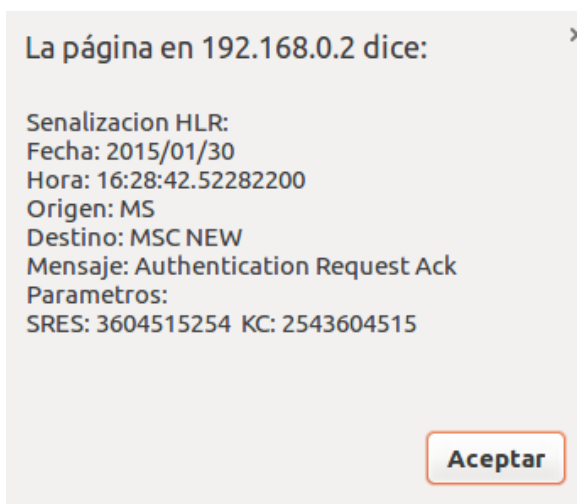 La página en 192.168.0.2 dice:
Senalizacion HLR:
Fecha: 2015/01/30
Hora: 16:28:42.52282200
Origen: MS
Destino: MSC NEW
Mensaje: Authentication Request Ack
Parametros:
SRES: 3604515254 KC: 2543604515
Aceptar